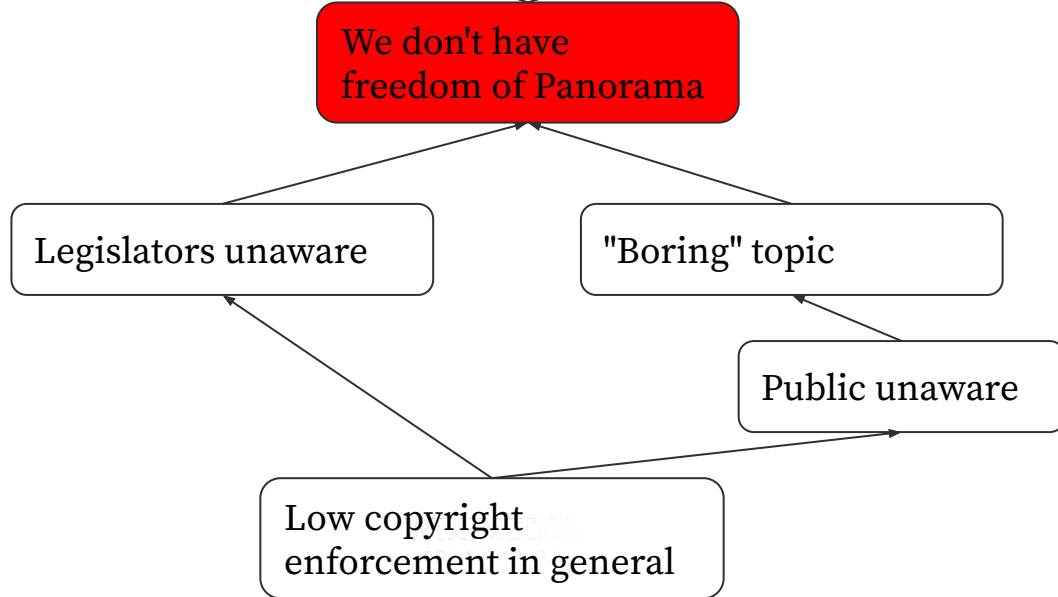 We don't have
freedom of Panorama
Legislators unaware
"Boring" topic
Public unaware
Low copyright
enforcement in general